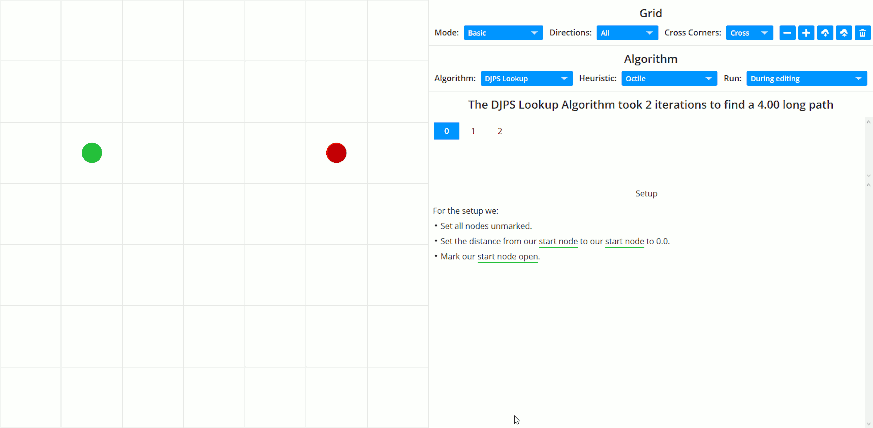 Grid
Mode: Basic Directions: All Cross Corners: Cross
Algorithm
Algorithm: DJPS Lookup Heuristic: Octile Run: During editing
The DJPS Lookup Algorithm took 2 iterations to find a 4.00 long path
0 1 2
Setup
For the setup we:
• Set all nodes unmarked.
• Set the distance from our start node to our start node to 0.0.
• Mark our start node open.